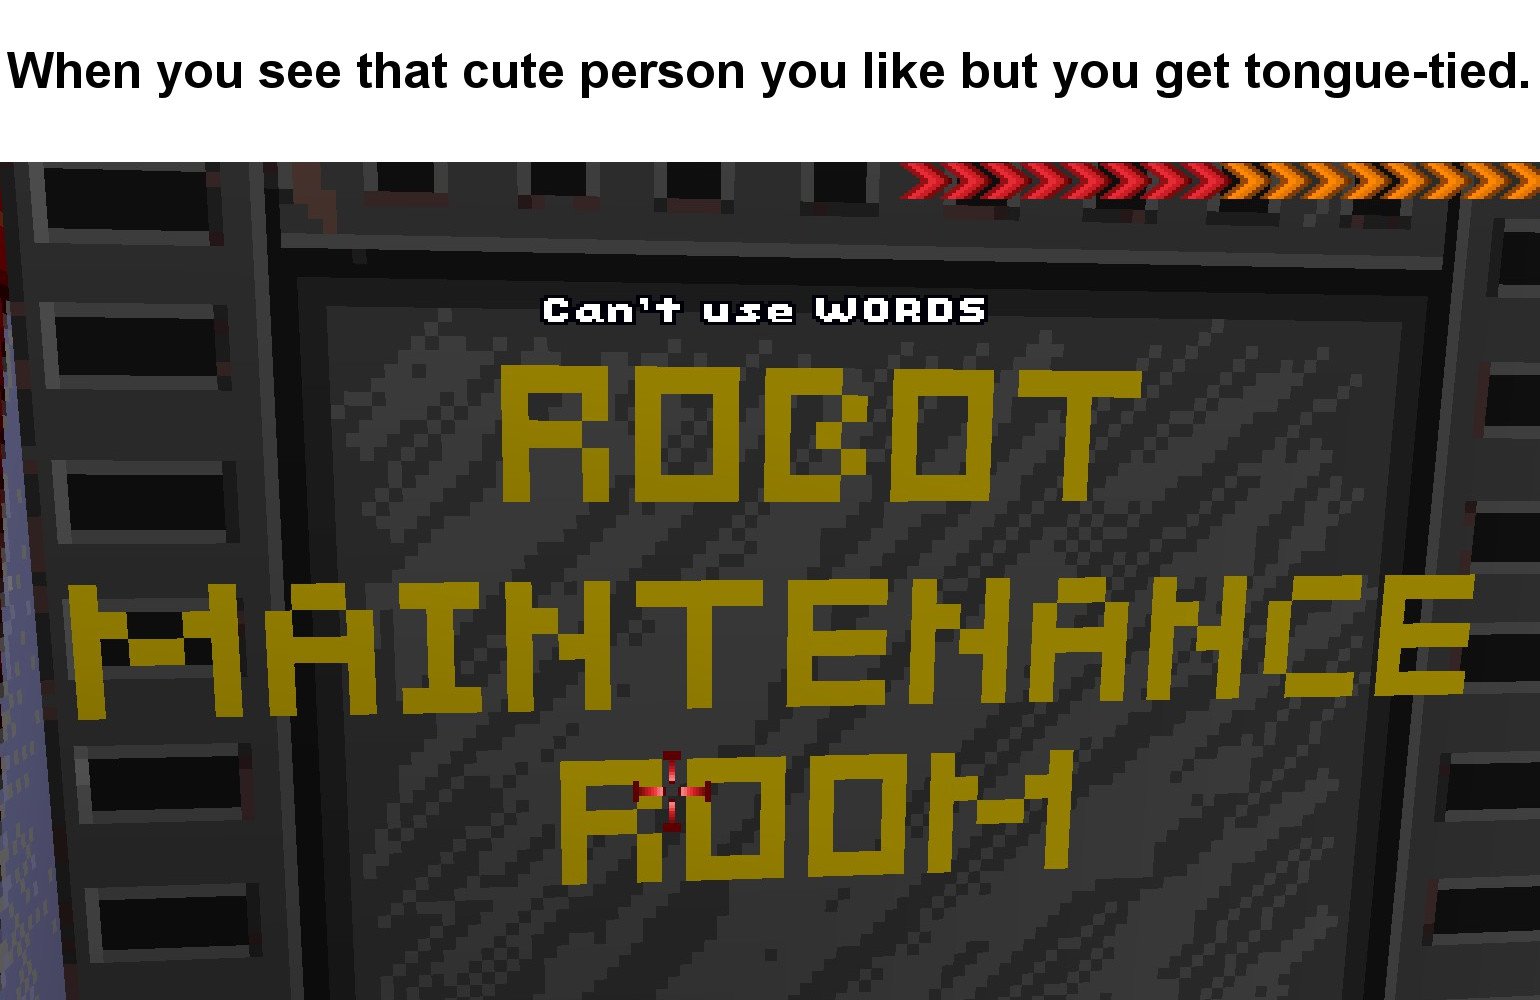 When you see that cute person you like but you get tongue-tied.
Can't use WORDS
ROBOT
MAINTENANCE
ROOM